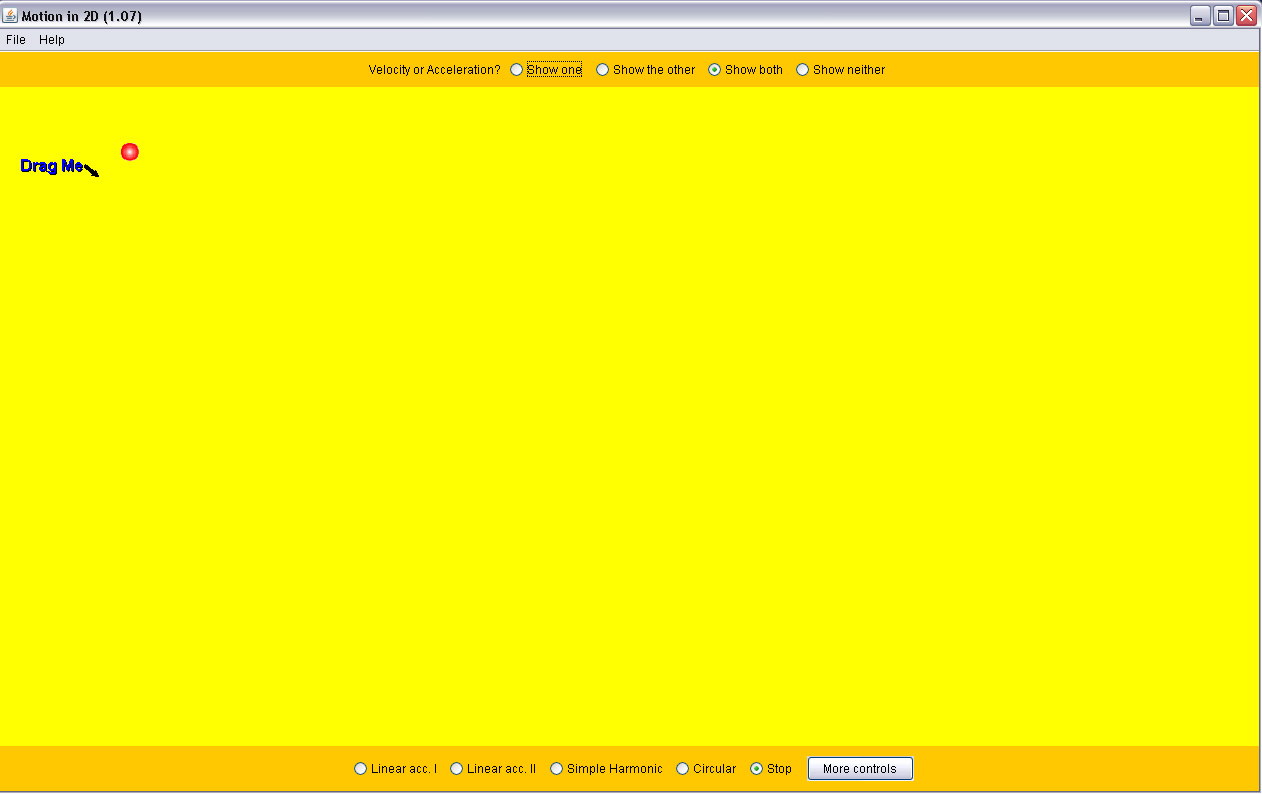 Motion in 2D (1.07)
File Help
Velocity or Acceleration? Show one Show the other Show both Show neither
Drag Me
Linear acc. I Linear acc. II Simple Harmonic Circular Stop More controls